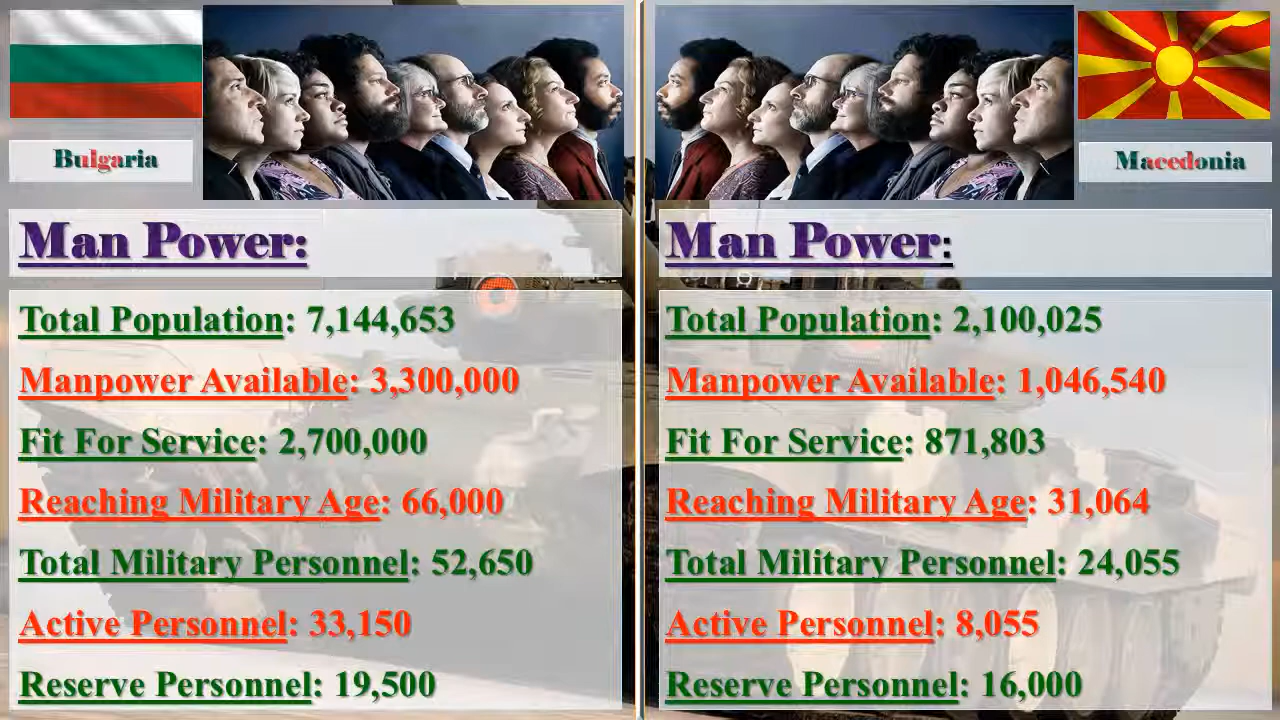 Bulgaria
Man Power:
Total Population: 7,144,653
Manpower Available: 3,300,000
Fit For Service: 2,700,000
Reaching Military Age: 66,000
Total Military Personnel: 52,650
Active Personnel: 33,150
Reserve Personnel: 19,500
Macedonia
Man Power:
Total Population: 2,100,025
Manpower Available: 1,046,540
Fit For Service: 871,803
Reaching Military Age: 31,064
Total Military Personnel: 24,055
Active Personnel: 8,055
Reserve Personnel: 16,000